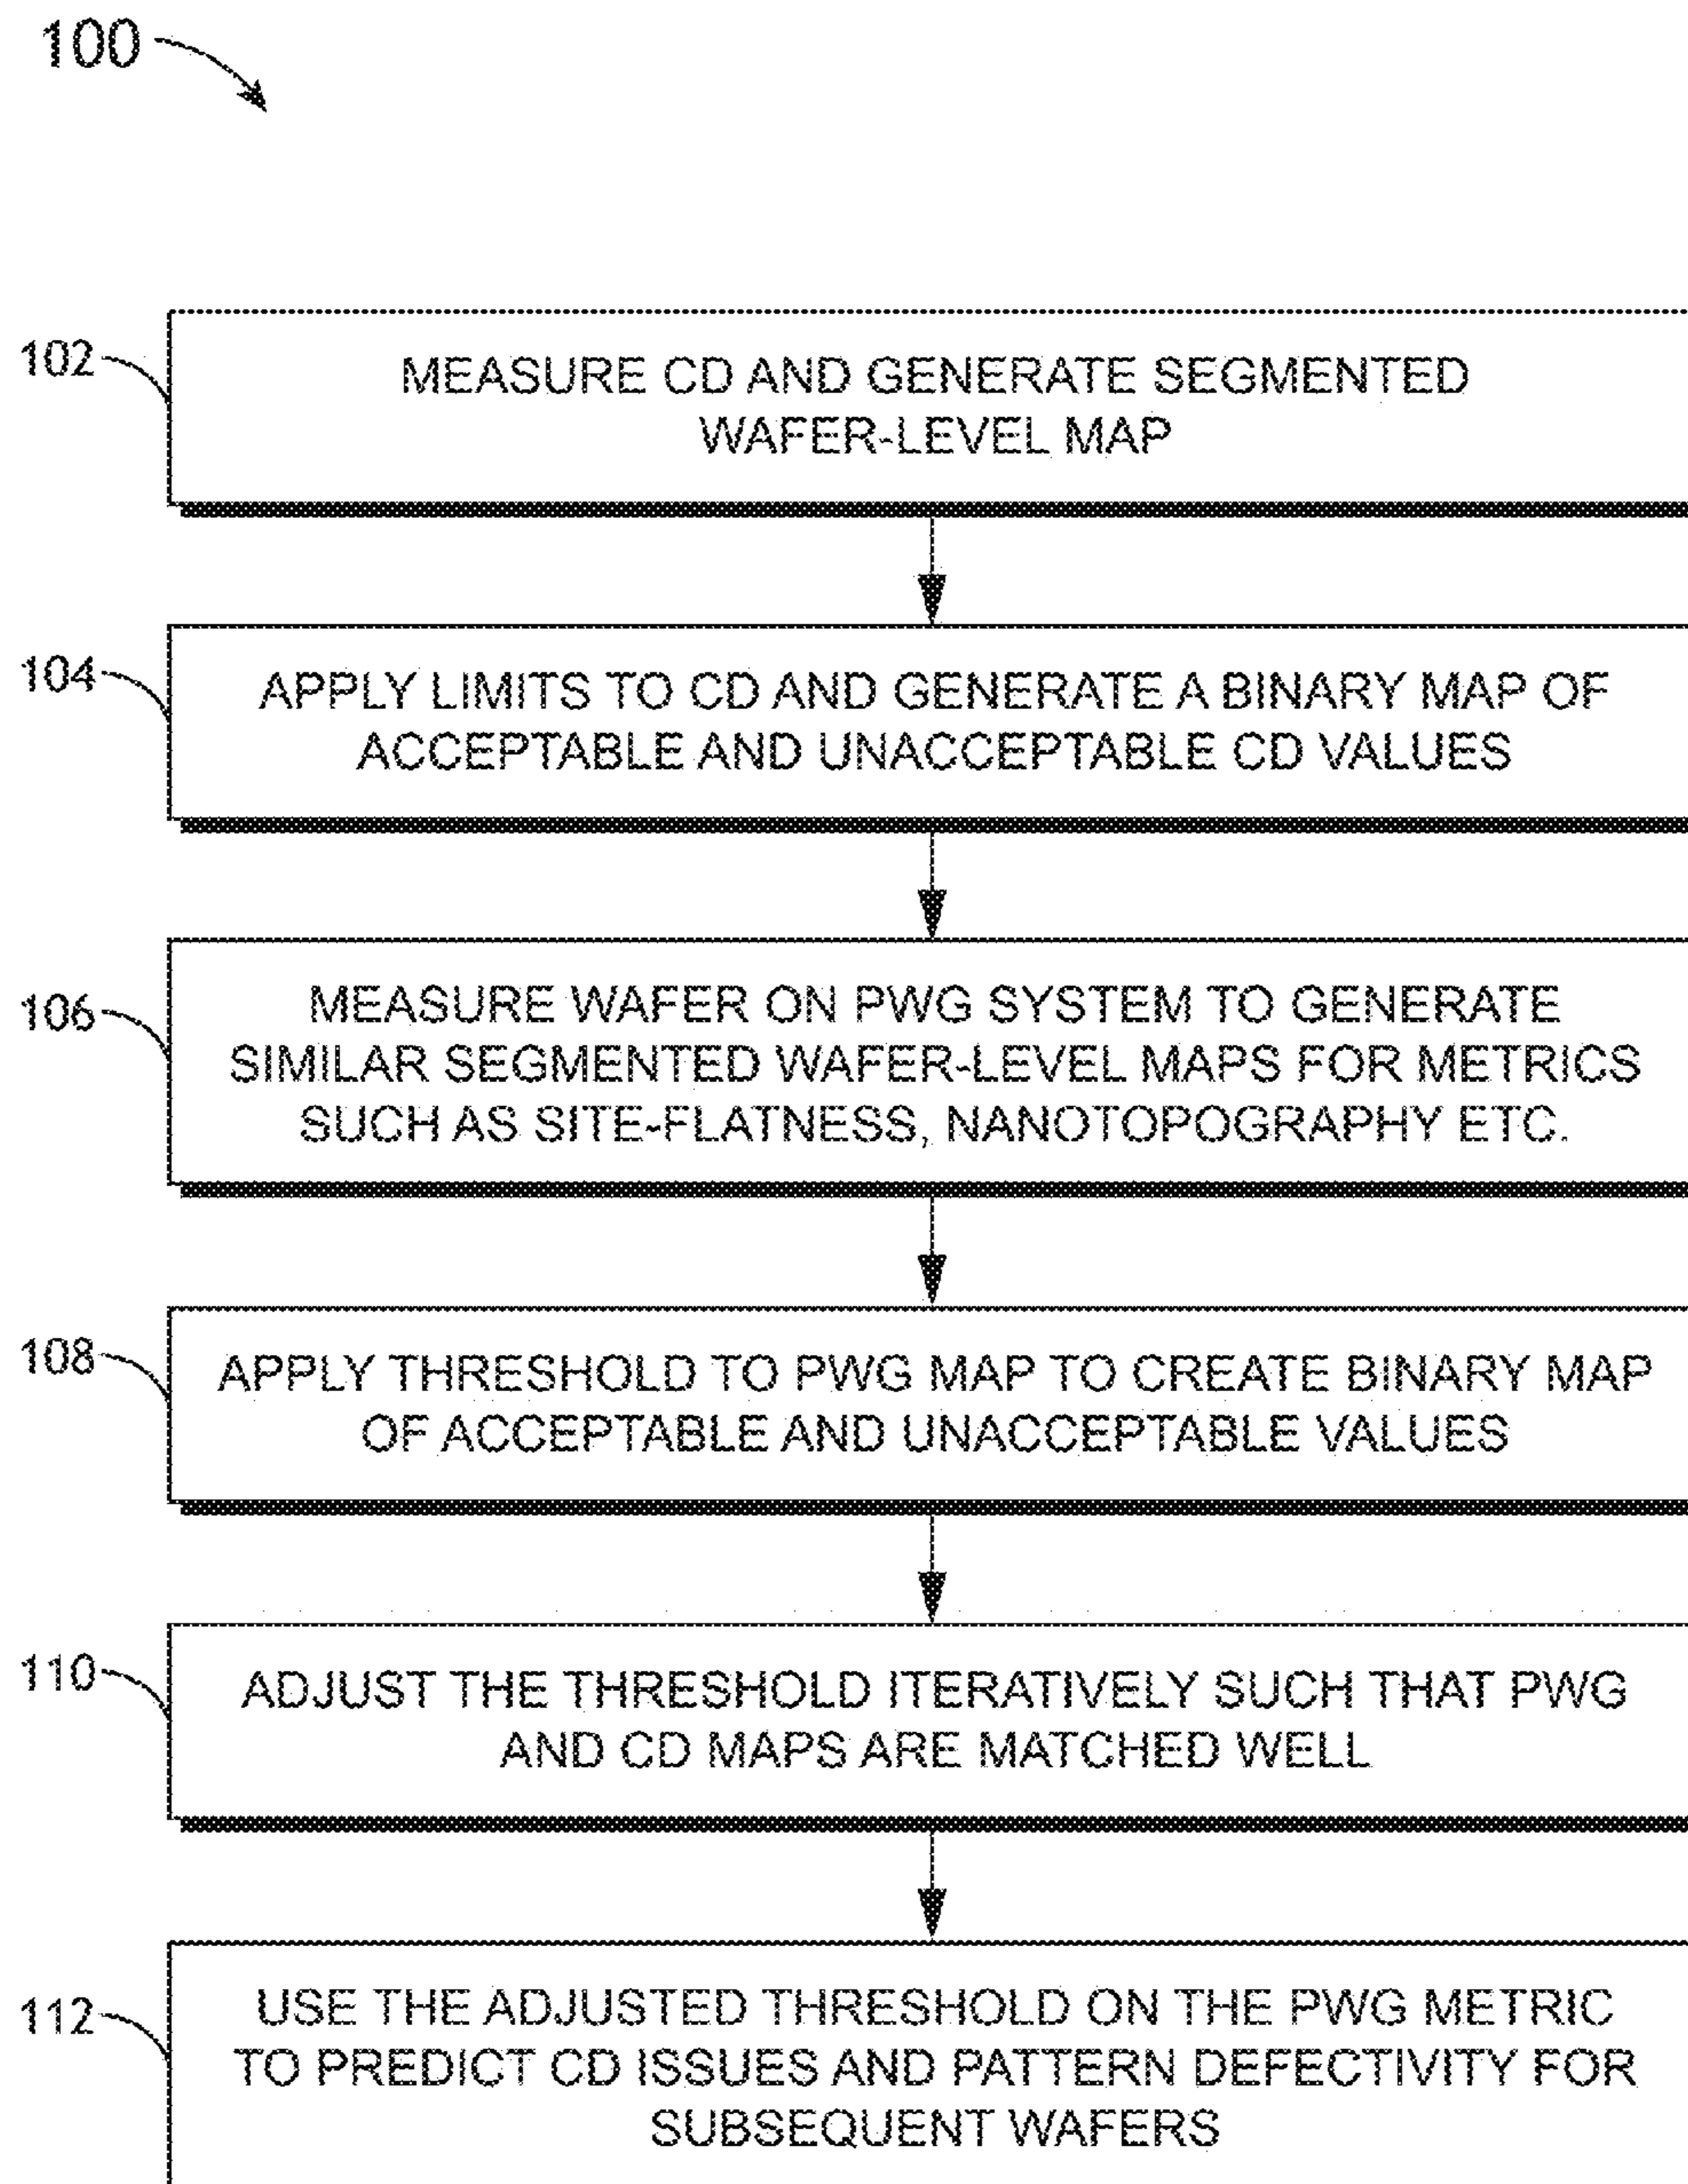 100
102
MEASURE CD AND GENERATE SEGMENTED
WAFER-LEVEL MAP
104
APPLY LIMITS TO CD AND GENERATE A BINARY MAP OF
ACCEPTABLE AND UNACCEPTABLE CD VALUES
106
MEASURE WAFER ON PWG SYSTEM TO GENERATE
SIMILAR SEGMENTED WAFER-LEVEL MAPS FOR METRICS
SUCH AS SITE-FLATNESS, NANOTOPOGRAPHY ETC.
108
APPLY THRESHOLD TO PWG MAP TO CREATE BINARY MAP
OF ACCEPTABLE AND UNACCEPTABLE VALUES
110
ADJUST THE THRESHOLD ITERATIVELY SUCH THAT PWG
AND CD MAPS ARE MATCHED WELL
112
USE THE ADJUSTED THRESHOLD ON THE PWG METRIC
TO PREDICT CD ISSUES AND PATTERN DEFECTIVITY FOR
SUBSEQUENT WAFERS